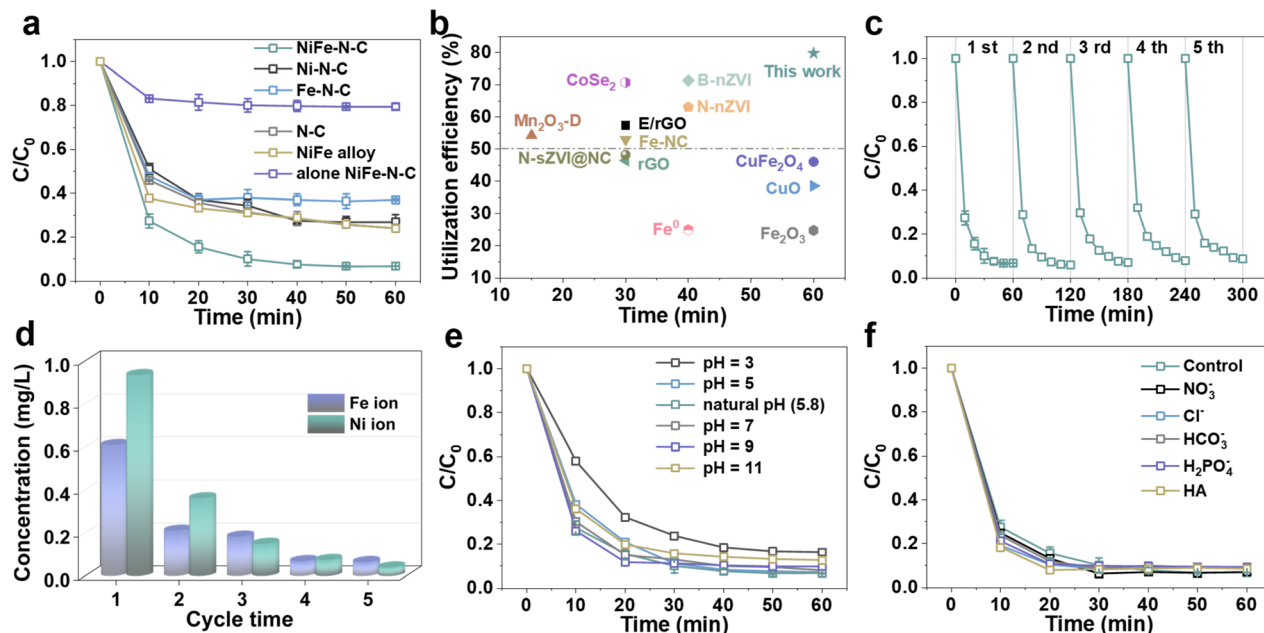 a
C/C₀
1.0
0.8
0.6
0.4
0.2
0.0
NiFe-N-C
Ni-N-C
Fe-N-C
N-C
NiFe alloy
alone NiFe-N-C
0 10 20 30 40 50 60
Time (min)
b
Utilization efficiency (%)
80
70
60
50
40
30
20
10
This work
CoSe₂
B-nZVI
N-nZVI
Mn₂O₃-D
E/rGO
Fe-NC
N-sZVI@NC
rGO
CuFe₂O₄
CuO
Fe⁰
Fe₂O₃
10 20 30 40 50 60
Time (min)
c
C/C₀
1.0
0.8
0.6
0.4
0.2
0.0
1 st 2 nd 3 rd 4 th 5 th
0 60 120 180 240 300
Time (min)
d
Concentration (mg/L)
1.0
0.8
0.6
0.4
0.2
0.0
Fe ion
Ni ion
1 2 3 4 5
Cycle time
e
C/C₀
1.0
0.8
0.6
0.4
0.2
0.0
pH = 3
pH = 5
natural pH (5.8)
pH = 7
pH = 9
pH = 11
0 10 20 30 40 50 60
Time (min)
f
C/C₀
1.0
0.8
0.6
0.4
0.2
0.0
Control
NO₃⁻
Cl⁻
HCO₃⁻
H₂PO₄⁻
HA
0 10 20 30 40 50 60
Time (min)